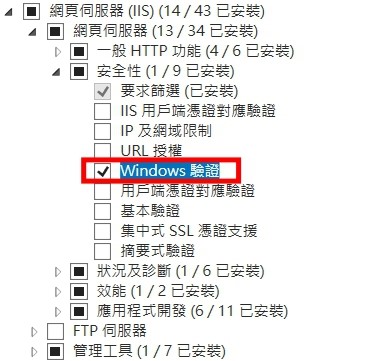 網頁伺服器 (IIS) (14 / 43 已安裝)
網頁伺服器 (13 / 34 已安裝)
一般 HTTP 功能 (4 / 6 已安裝)
安全性 (1 / 9 已安裝)
要求篩選 (已安裝)
IIS 用戶端憑證對應驗證
IP 及網域限制
URL 授權
Windows 驗證
用戶端憑證對應驗證
基本驗證
集中式 SSL 憑證支援
摘要式驗證
狀況及診斷 (1 / 6 已安裝)
效能 (1 / 2 已安裝)
應用程式開發 (6 / 11 已安裝)
FTP 伺服器
管理工具 (1 / 7 已安裝)